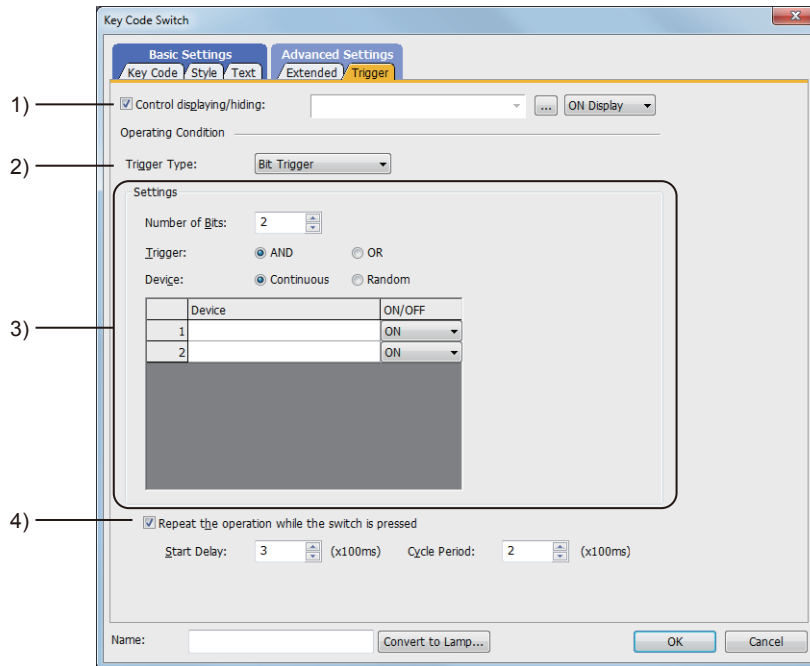 Key Code Switch
Basic Settings Advanced Settings
Key Code Style Text Extended Trigger
1) Control displaying/hiding: ... ON Display
Operating Condition
2) Trigger Type: Bit Trigger
Settings
Number of Bits: 2
Trigger: AND OR
Device: Continuous Random
Device ON/OFF
3) 1 ON
2 ON
4) Repeat the operation while the switch is pressed
Start Delay: 3 (x100ms) Cycle Period: 2 (x100ms)
Name: Convert to Lamp... OK Cancel